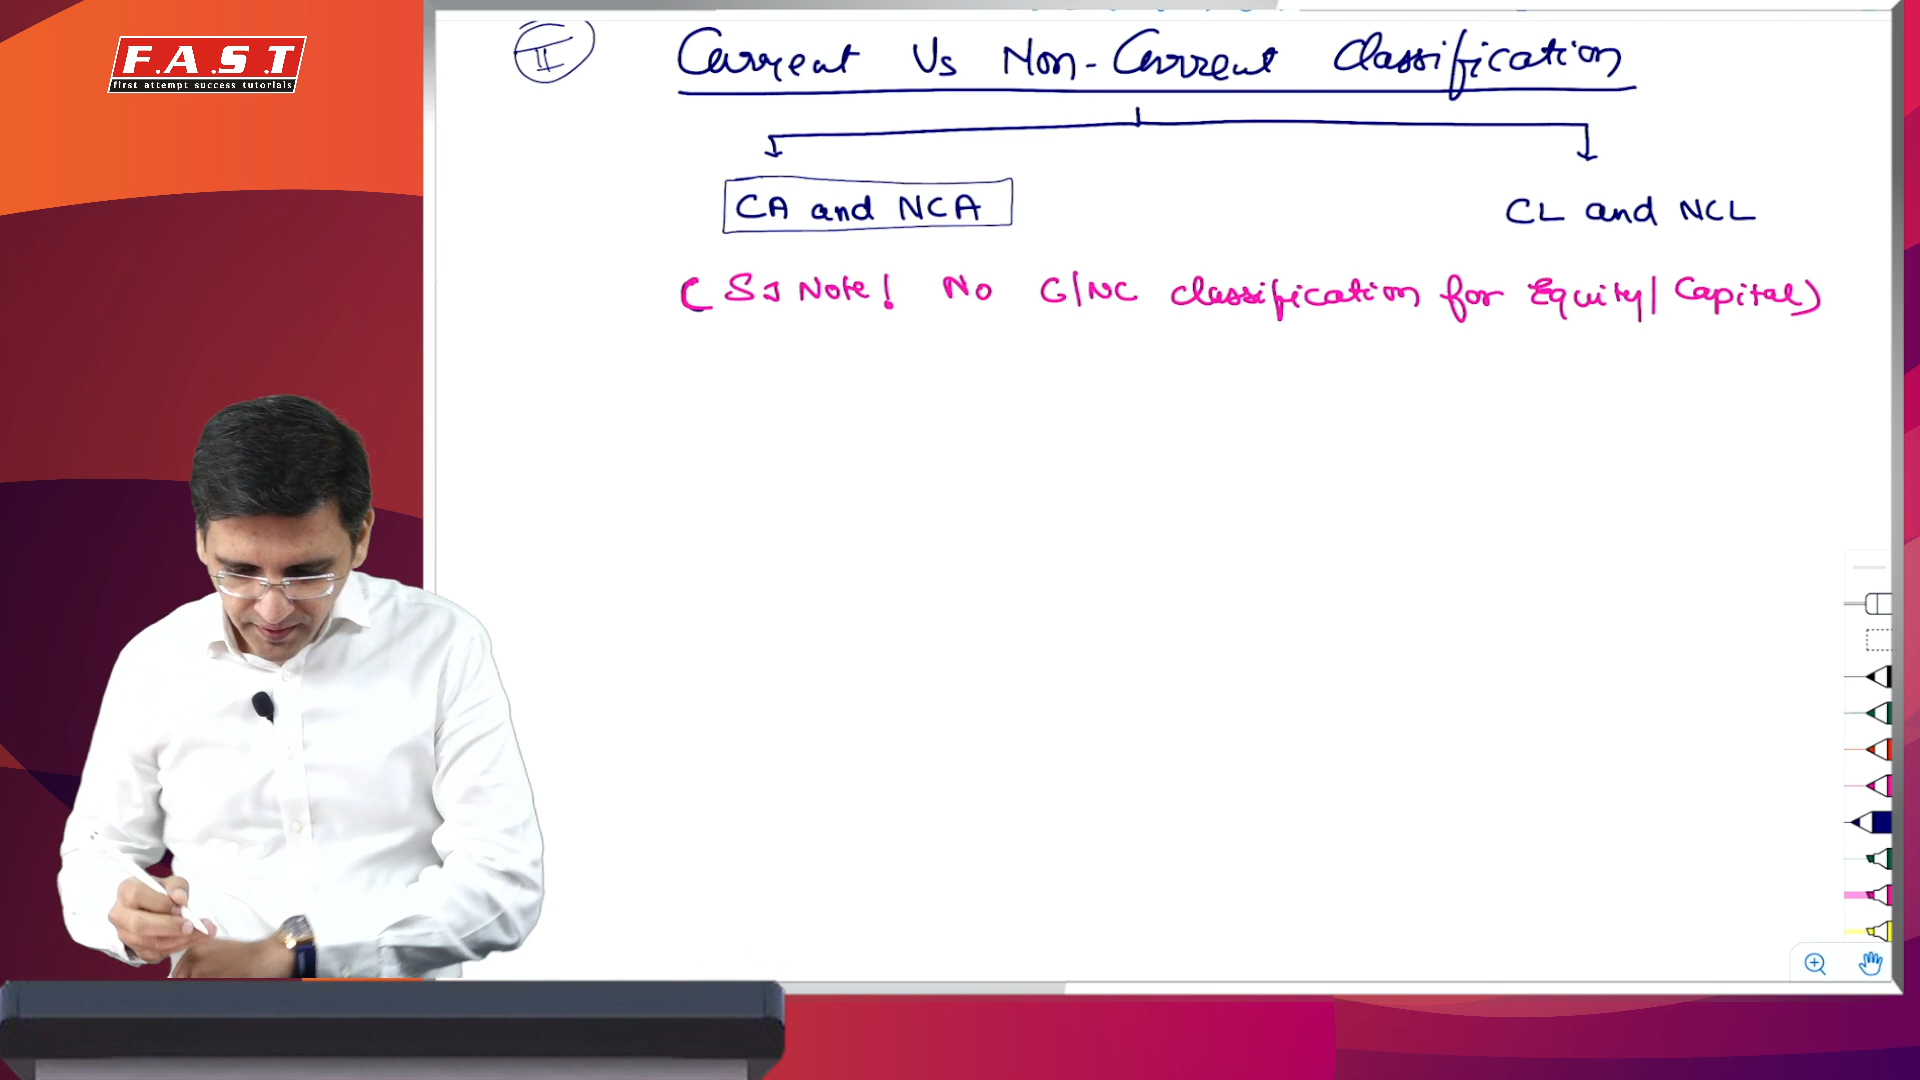 F.A.S.T
first attempt success tutorials
II
Current Vs Non-Current Classification
CA and NCA
CL and NCL
( SJ Note! No C/NC classification for Equity/Capital)